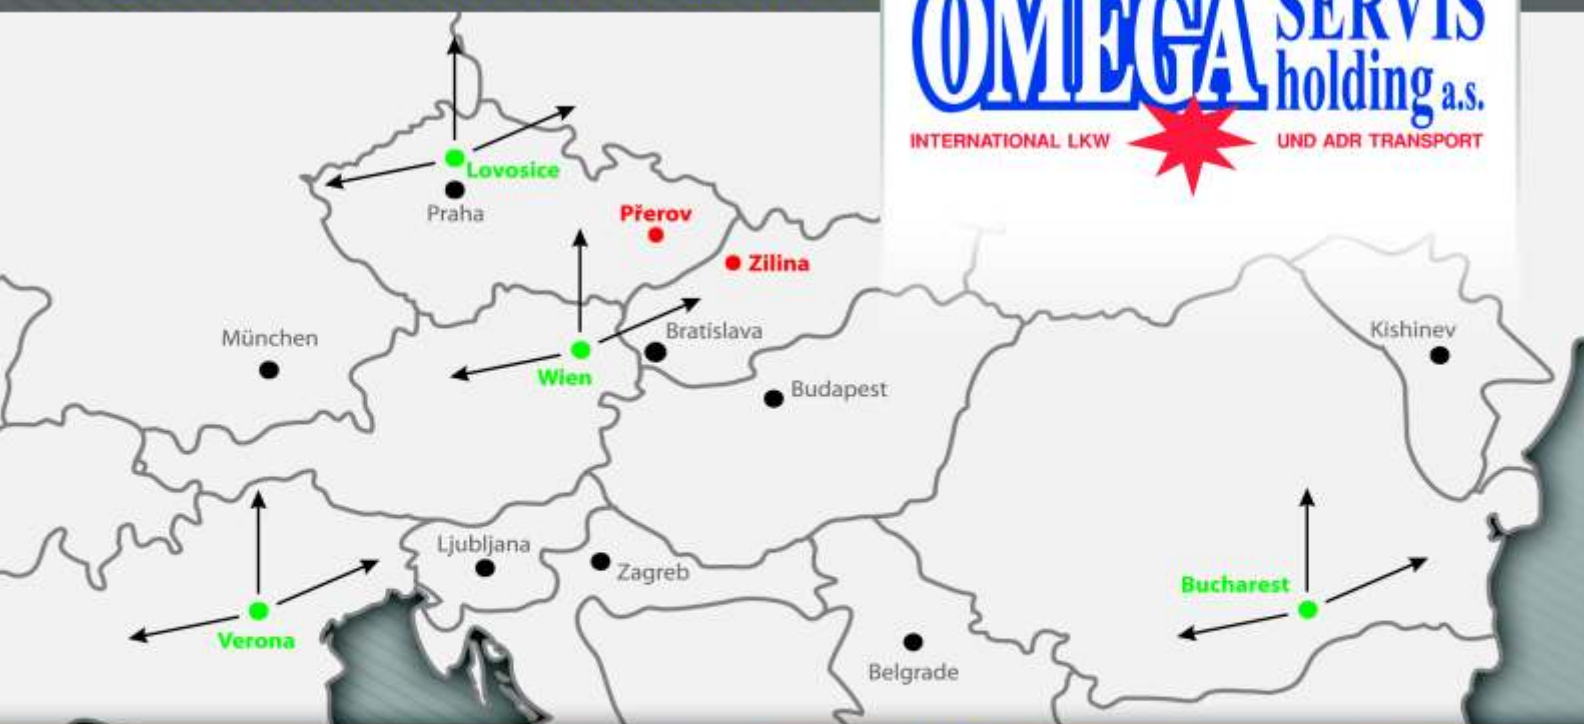 OMEGA SERVIS
holding a.s.
INTERNATIONAL LKW UND ADR TRANSPORT
Lovosice
Praha
Přerov
Zilina
München
Bratislava
Kishinev
Wien
Budapest
Ljubljana
Zagreb
Bucharest
Verona
Belgrade